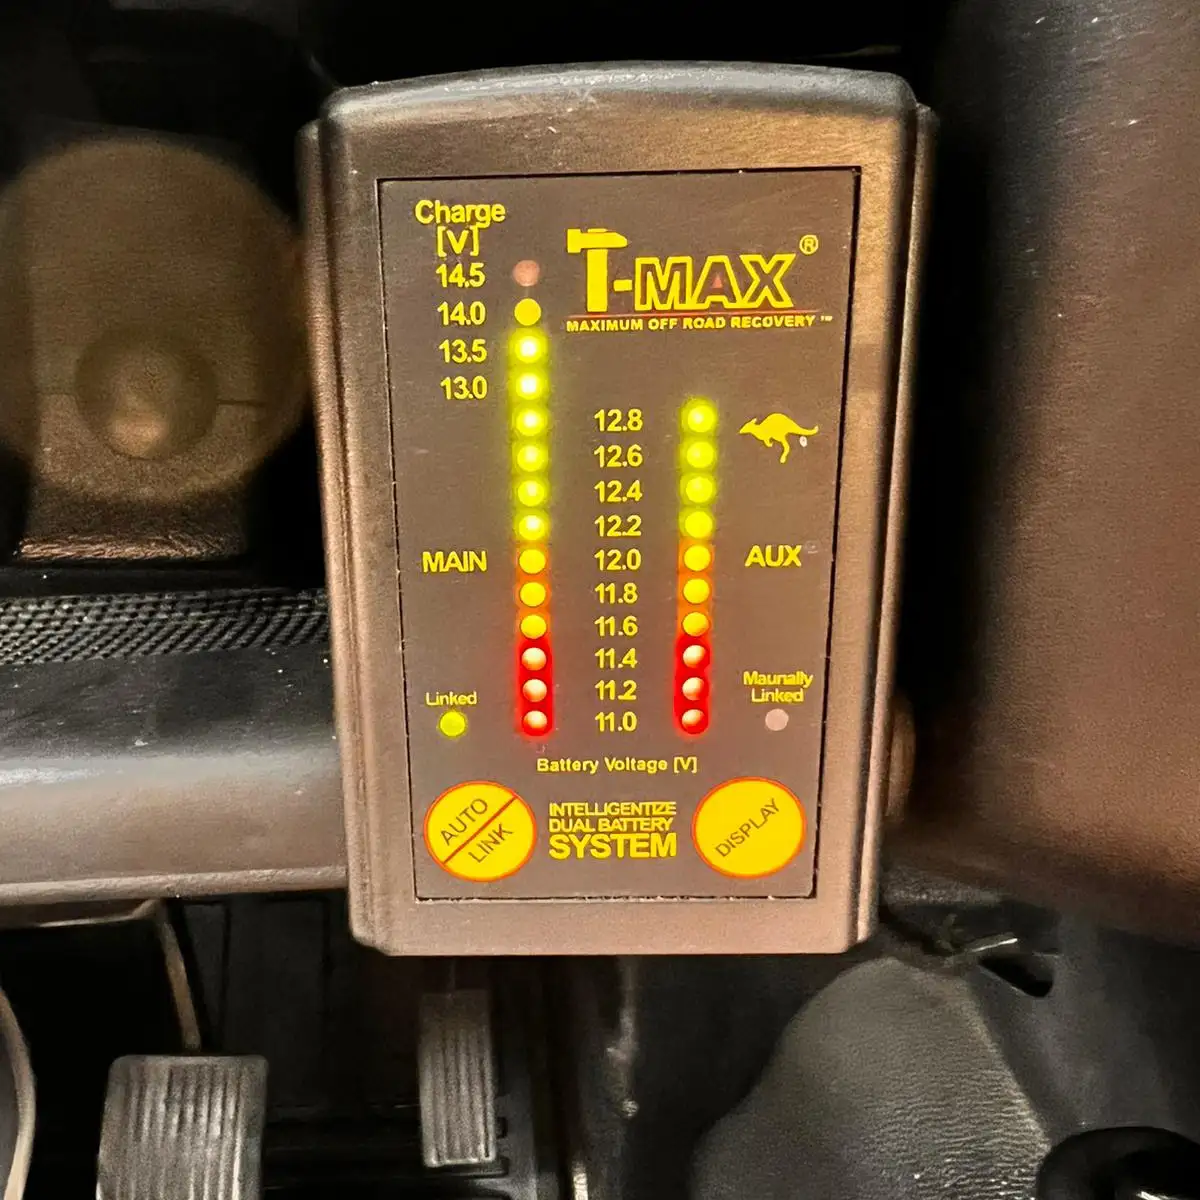 Charge
[V]
14.5
14.0
13.5
13.0
T-MAX®
MAXIMUM OFF ROAD RECOVERY™
12.8
12.6
12.4
12.2
MAIN
12.0
AUX
11.8
11.6
11.4
11.2
11.0
Linked
Maunally
Linked
Battery Voltage [V]
AUTO
LINK
INTELLIGENTIZE
DUAL BATTERY
SYSTEM
DISPLAY